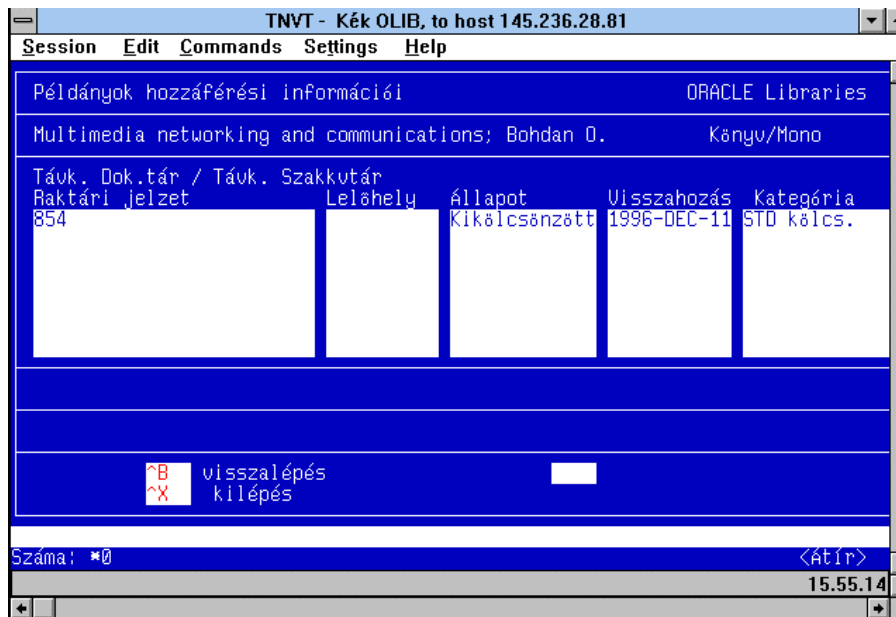 TNVT - Kék OLIB, to host 145.236.28.81
Session Edit Commands Settings Help
Példányok hozzáférési információi ORACLE Libraries
Multimedia networking and communications; Bohdan O. Könyv/Mono
Távk. Dok.tár / Távk. Szakkvtár
Raktári jelzet Lelőhely Állapot Visszahozás Kategória
854 Kikölcsönzött 1996-DEC-11 STD kölcs.
^B visszalépés
^X kilépés
Száma: *0 <Átír>
15.55.14